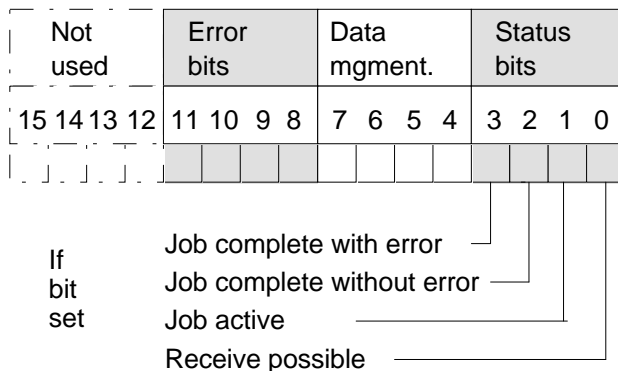 Not used Error bits Data mgment. Status bits
15 14 13 12 11 10 9 8 7 6 5 4 3 2 1 0
If bit set
Job complete with error
Job complete without error
Job active
Receive possible